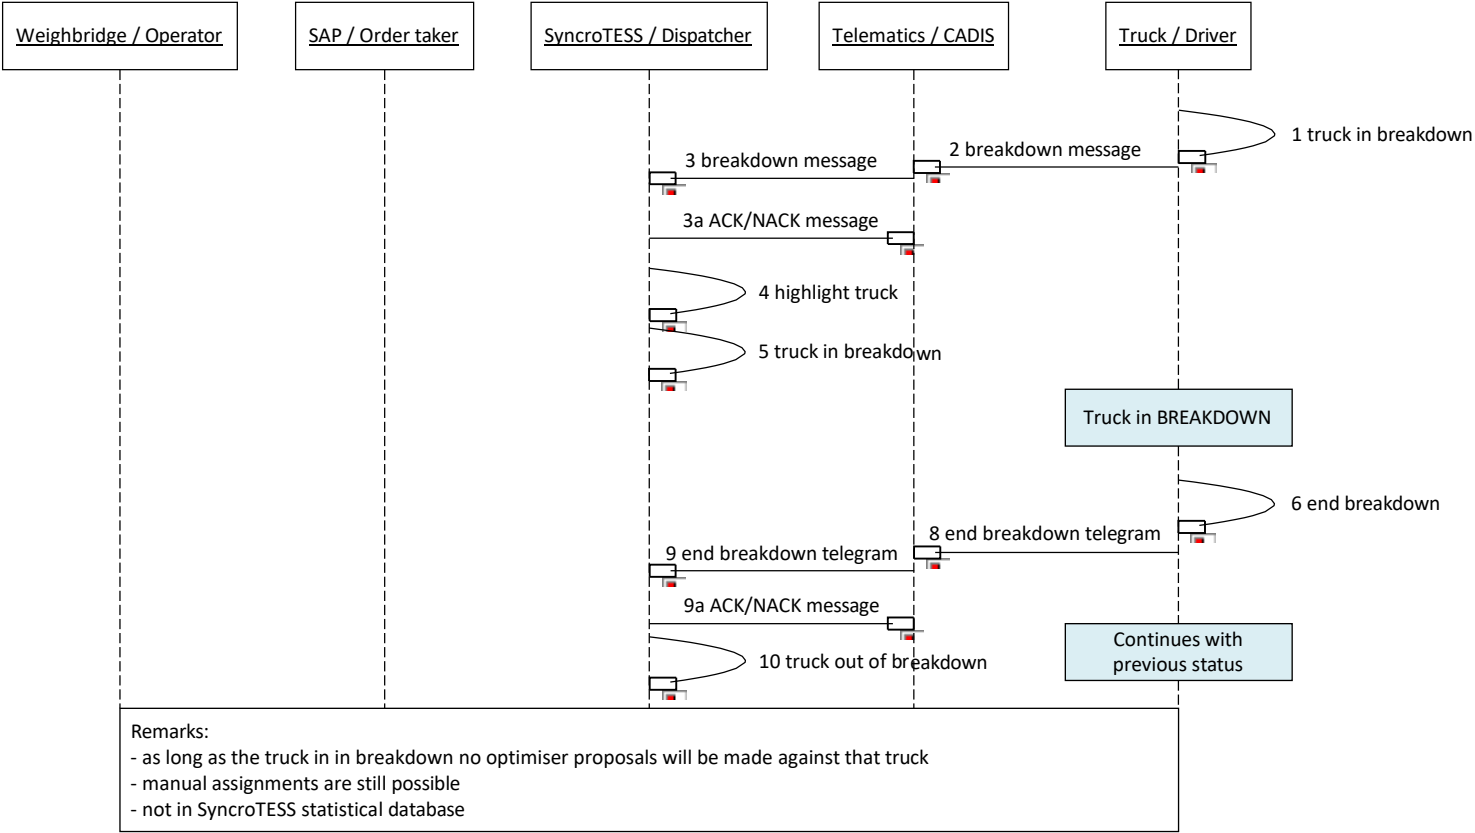 Weighbridge / Operator
SAP / Order taker
SyncroTESS / Dispatcher
Telematics / CADIS
Truck / Driver
1 truck in breakdown
2 breakdown message
3 breakdown message
3a ACK/NACK message
4 highlight truck
5 truck in breakdown
Truck in BREAKDOWN
6 end breakdown
8 end breakdown telegram
9 end breakdown telegram
9a ACK/NACK message
Continues with
previous status
10 truck out of breakdown
Remarks:
- as long as the truck in in breakdown no optimiser proposals will be made against that truck
- manual assignments are still possible
- not in SyncroTESS statistical database